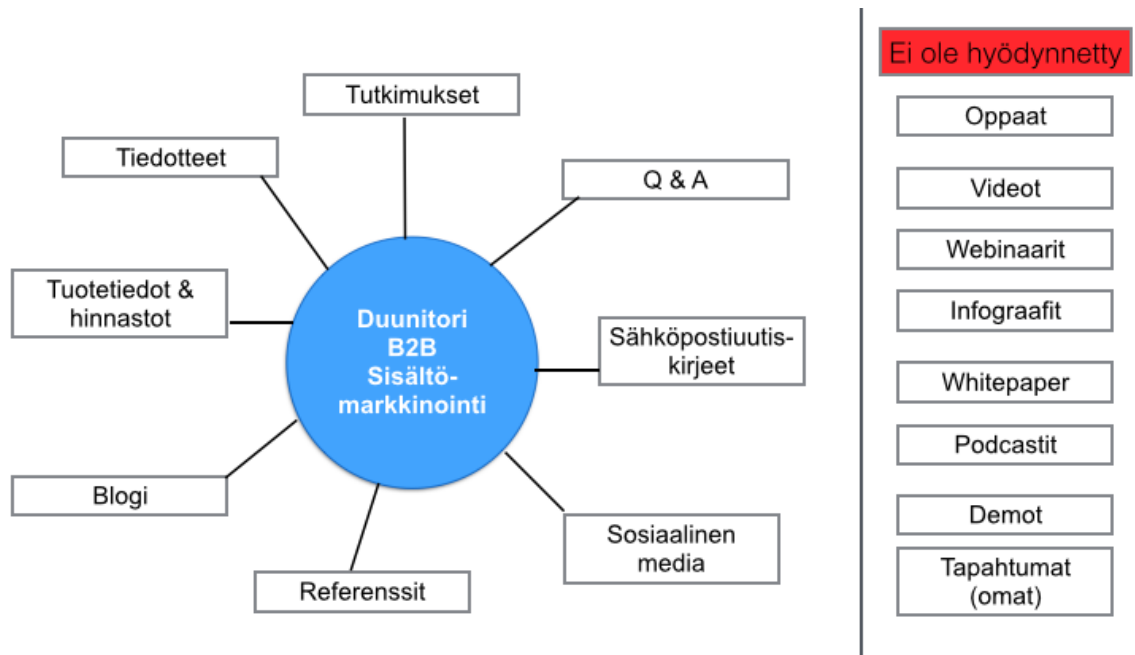 Tutkimukset
Tiedotteet
Q & A
Tuotetiedot &
hinnastot
Duunitori
B2B
Sisältö-
markkinointi
Sähköpostiuutis-
kirjeet
Blogi
Sosiaalinen
media
Referenssit
Ei ole hyödynnetty
Oppaat
Videot
Webinaarit
Infograafit
Whitepaper
Podcastit
Demot
Tapahtumat
(omat)